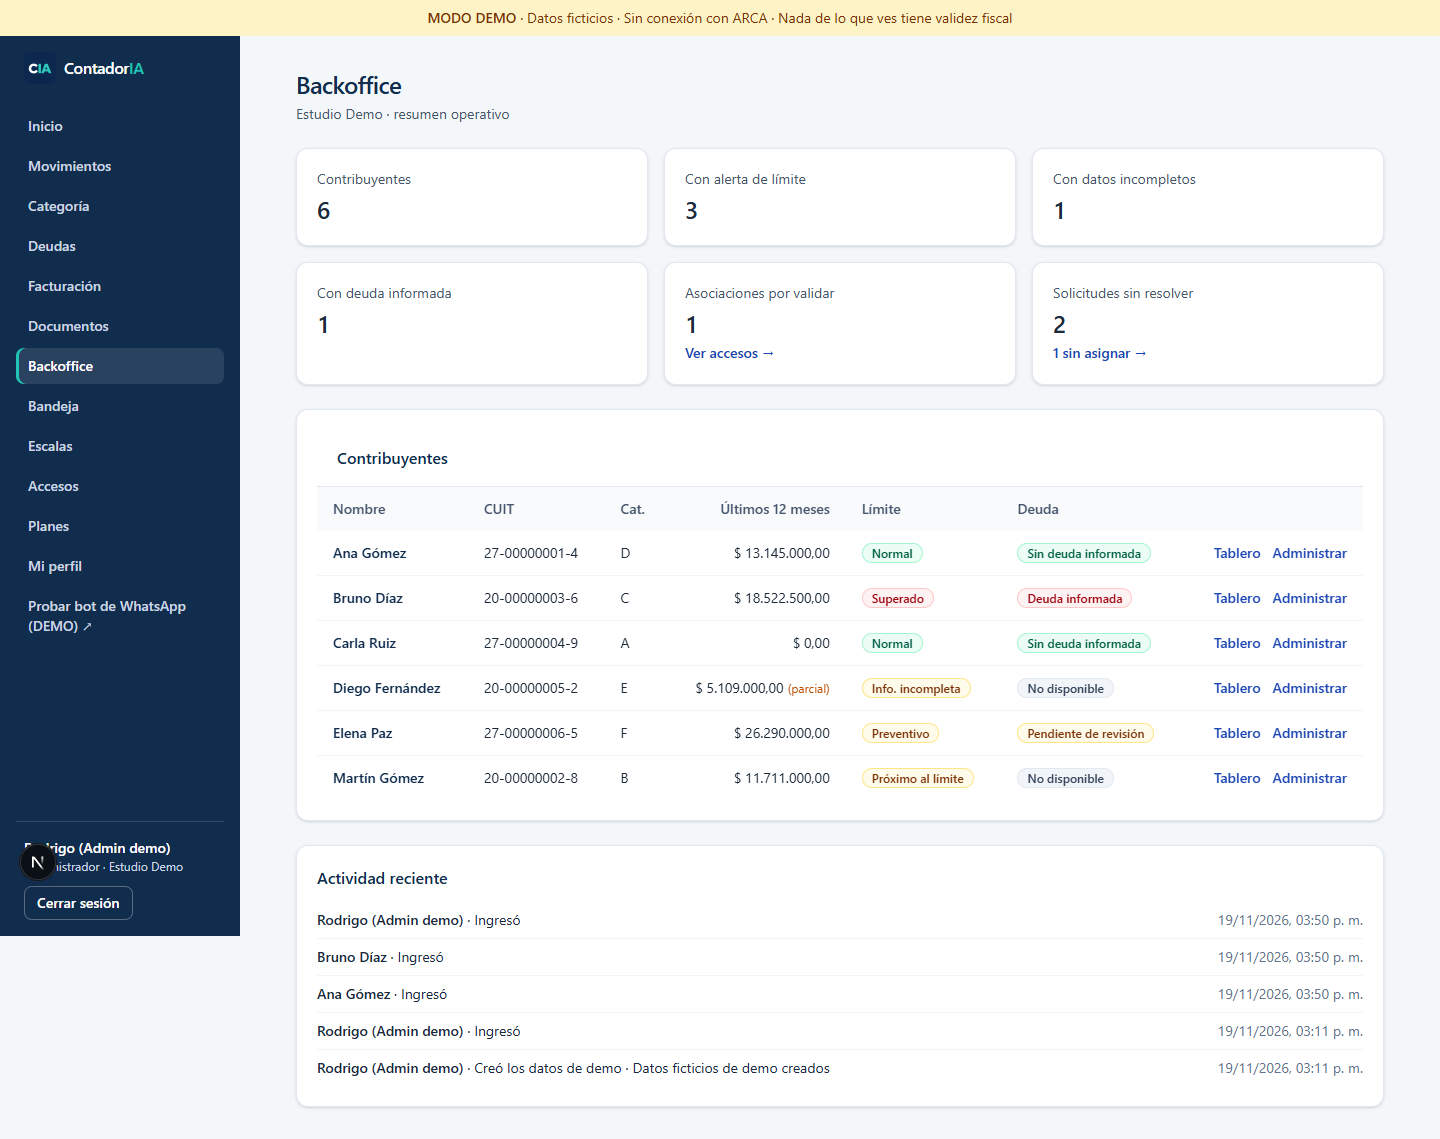 MODO DEMO · Datos ficticios · Sin conexión con ARCA · Nada de lo que ves tiene validez fiscal
CIA ContadorIA
Inicio
Movimientos
Categoría
Deudas
Facturación
Documentos
Backoffice
Bandeja
Escalas
Accesos
Planes
Mi perfil
Probar bot de WhatsApp
(DEMO) ↗
(Admin demo)
· Estudio Demo
N
Cerrar sesión
Backoffice
Estudio Demo · resumen operativo
Contribuyentes
6
Con alerta de límite
3
Con datos incompletos
1
Con deuda informada
1
Asociaciones por validar
1
Ver accesos →
Solicitudes sin resolver
2
1 sin asignar →
Contribuyentes
Nombre CUIT Cat. Últimos 12 meses Límite Deuda
Ana Gómez 27-00000001-4 D $ 13.145.000,00 Normal Sin deuda informada Tablero Administrar
Bruno Díaz 20-00000003-6 C $ 18.522.500,00 Superado Deuda informada Tablero Administrar
Carla Ruiz 27-00000004-9 A $ 0,00 Normal Sin deuda informada Tablero Administrar
Diego Fernández 20-00000005-2 E $ 5.109.000,00 (parcial) Info. incompleta No disponible Tablero Administrar
Elena Paz 27-00000006-5 F $ 26.290.000,00 Preventivo Pendiente de revisión Tablero Administrar
Martín Gómez 20-00000002-8 B $ 11.711.000,00 Próximo al límite No disponible Tablero Administrar
Actividad reciente
Rodrigo (Admin demo) · Ingresó 19/11/2026, 03:50 p. m.
Bruno Díaz · Ingresó 19/11/2026, 03:50 p. m.
Ana Gómez · Ingresó 19/11/2026, 03:50 p. m.
Rodrigo (Admin demo) · Ingresó 19/11/2026, 03:11 p. m.
Rodrigo (Admin demo) · Creó los datos de demo · Datos ficticios de demo creados 19/11/2026, 03:11 p. m.